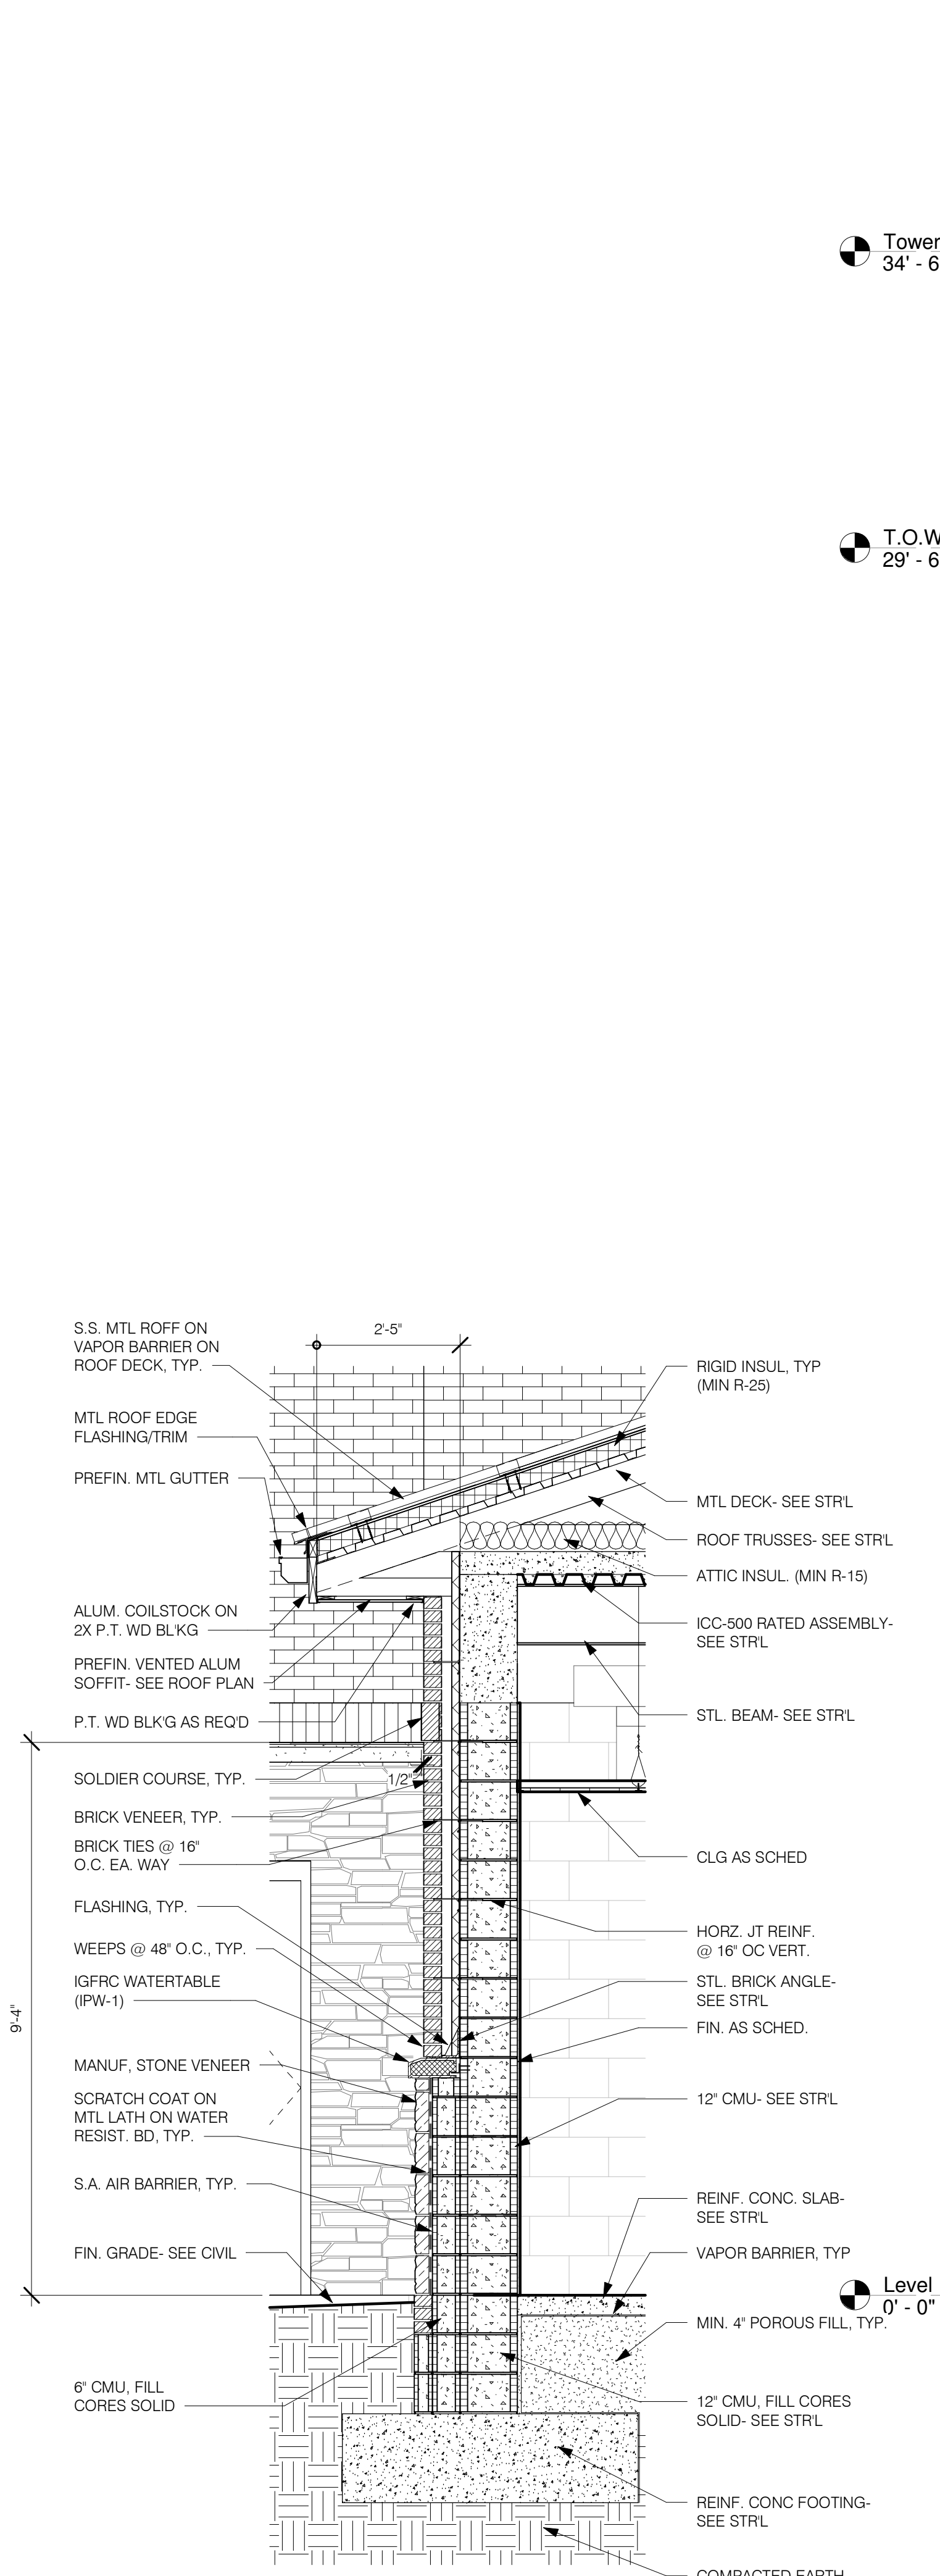 Tower
34' - 6
T.O.W
29' - 6
2'-5"
S.S. MTL ROFF ON
VAPOR BARRIER ON
ROOF DECK, TYP.
MTL ROOF EDGE
FLASHING/TRIM
PREFIN. MTL GUTTER
ALUM. COILSTOCK ON
2X P.T. WD BL'KG
PREFIN. VENTED ALUM
SOFFIT- SEE ROOF PLAN
P.T. WD BLK'G AS REQ'D
SOLDIER COURSE, TYP.
1/2"
BRICK VENEER, TYP.
BRICK TIES @ 16"
O.C. EA. WAY
FLASHING, TYP.
WEEPS @ 48" O.C., TYP.
IGFRC WATERTABLE
(IPW-1)
9'-4"
MANUF, STONE VENEER
SCRATCH COAT ON
MTL LATH ON WATER
RESIST. BD, TYP.
S.A. AIR BARRIER, TYP.
FIN. GRADE- SEE CIVIL
6" CMU, FILL
CORES SOLID
RIGID INSUL, TYP
(MIN R-25)
MTL DECK- SEE STR'L
ROOF TRUSSES- SEE STR'L
ATTIC INSUL. (MIN R-15)
ICC-500 RATED ASSEMBLY-
SEE STR'L
STL. BEAM- SEE STR'L
CLG AS SCHED
HORZ. JT REINF.
@ 16" OC VERT.
STL. BRICK ANGLE-
SEE STR'L
FIN. AS SCHED.
12" CMU- SEE STR'L
REINF. CONC. SLAB-
SEE STR'L
VAPOR BARRIER, TYP
Level
0' - 0"
MIN. 4" POROUS FILL, TYP.
12" CMU, FILL CORES
SOLID- SEE STR'L
REINF. CONC FOOTING-
SEE STR'L
COMPACTED EARTH